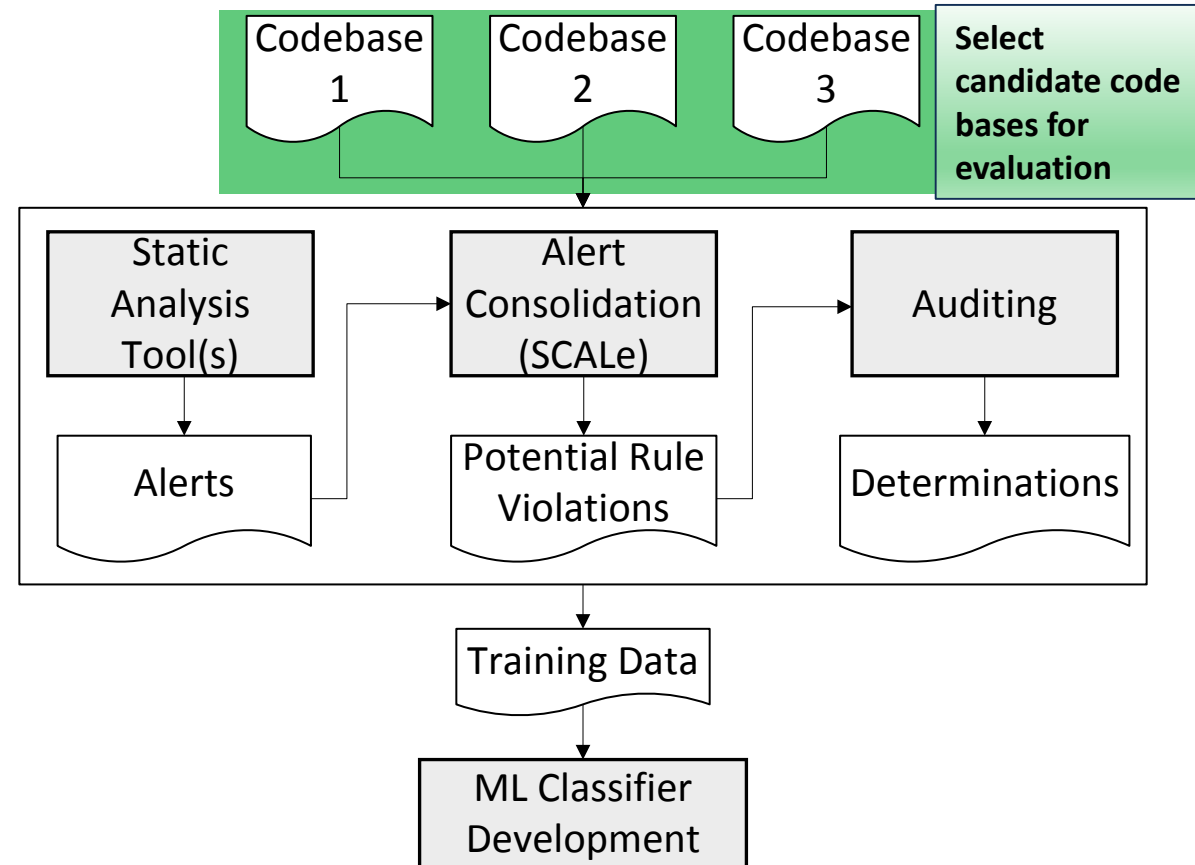 Codebase
1
Codebase
2
Codebase
3
Select
candidate code
bases for
evaluation
Static
Analysis
Tool(s)
Alert
Consolidation
(SCALe)
Auditing
Alerts
Potential Rule
Violations
Determinations
Training Data
ML Classifier
Development